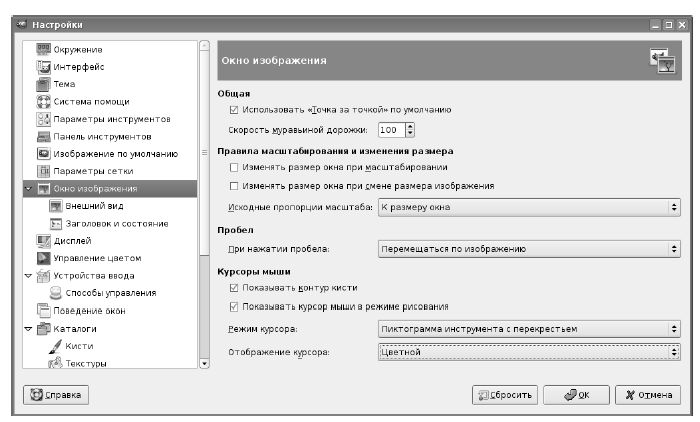 Настройки
Окружение
Интерфейс
Тема
Система помощи
Параметры инструментов
Панель инструментов
Изображение по умолчанию
Параметры сетки
Окно изображения
Внешний вид
Заголовок и состояние
Дисплей
Управление цветом
Устройства ввода
Способы управления
Поведение окон
Каталоги
Кисти
Текстуры
Окно изображения
Общая
Использовать «Точка за точкой» по умолчанию
Скорость муравьиной дорожки: 100
Правила масштабирования и изменения размера
Изменять размер окна при масштабировании
Изменять размер окна при смене размера изображения
Исходные пропорции масштаба: К размеру окна
Пробел
При нажатии пробела: Перемещаться по изображению
Курсоры мыши
Показывать контур кисти
Показывать курсор мыши в режиме рисования
Режим курсора: Пиктограмма инструмента с перекрестьем
Отображение курсора: Цветной
Справка
Сбросить
ОК
Отмена